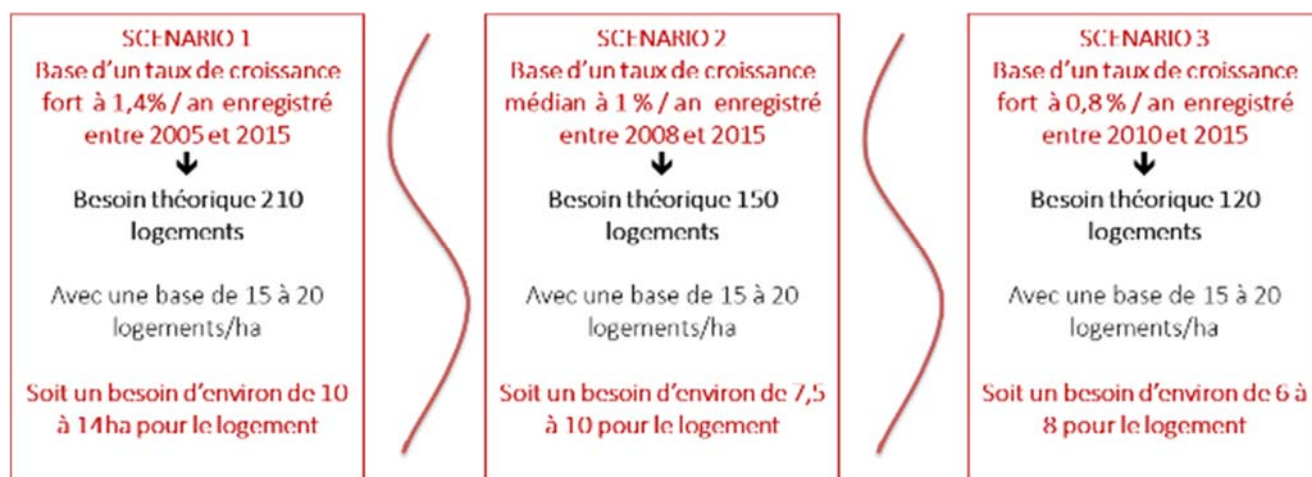 SCENARIO 1
Base d'un taux de croissance
fort à 1,4% / an enregistré
entre 2005 et 2015
Besoin théorique 210
logements
Avec une base de 15 à 20
logements/ha
Soit un besoin d'environ de 10
à 14ha pour le logement
SCENARIO 2
Base d'un taux de croissance
médian à 1 % / an enregistré
entre 2008 et 2015
Besoin théorique 150
logements
Avec une base de 15 à 20
logements/ha
Soit un besoin d'environ de 7,5
à 10 pour le logement
SCENARIO 3
Base d'un taux de croissance
fort à 0,8 % / an enregistré
entre 2010 et 2015
Besoin théorique 120
logements
Avec une base de 15 à 20
logements/ha
Soit un besoin d'environ de 6 à
8 pour le logement